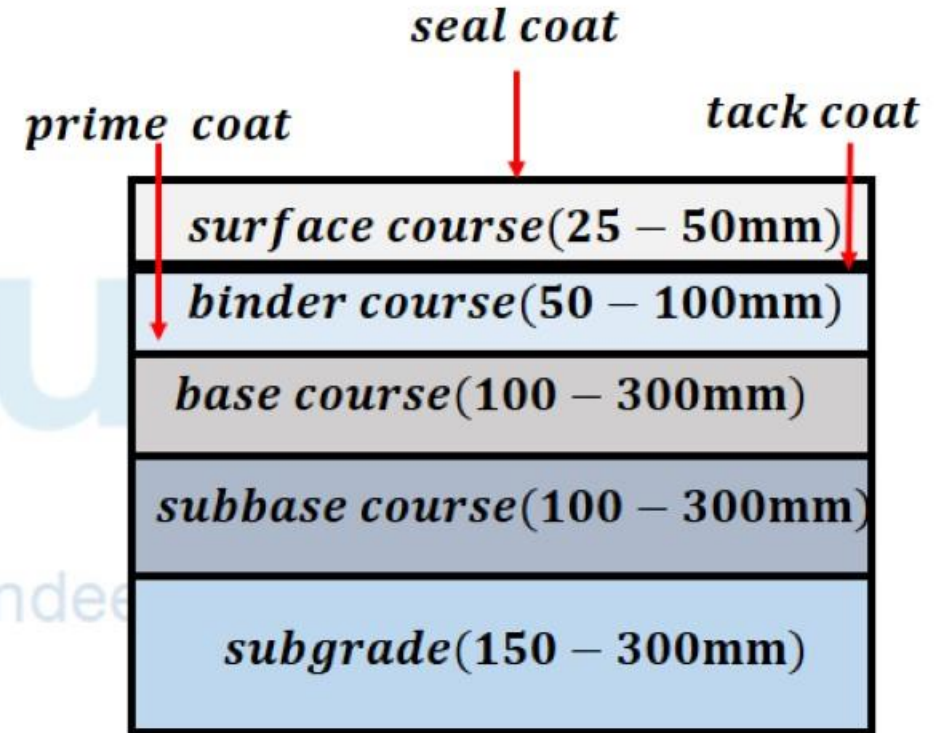 seal coat
prime coat
tack coat
surface course(25 – 50mm)
binder course(50 – 100mm)
base course(100 – 300mm)
subbase course(100 – 300mm)
subgrade(150 – 300mm)